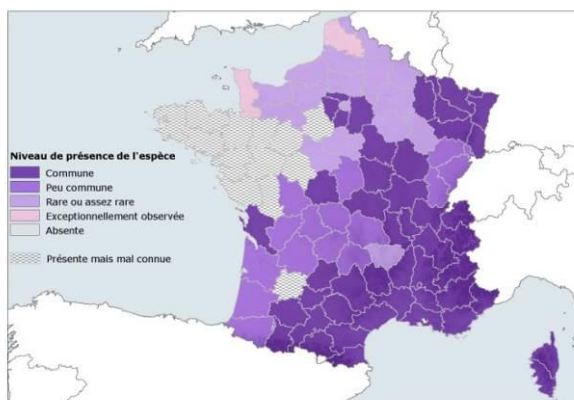 Niveau de présence de l'espèce
Commune
Peu commune
Rare ou assez rare
Exceptionnellement observée
Absente
Présente mais mal connue